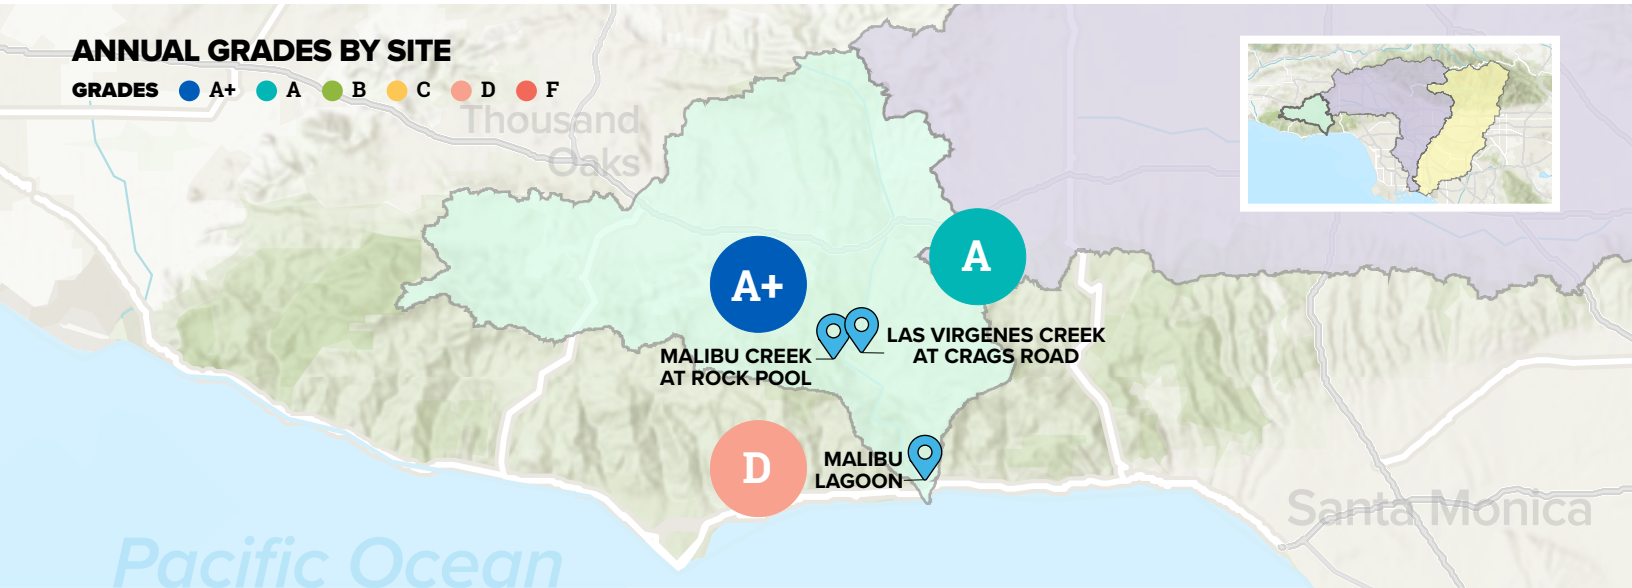 ANNUAL GRADES BY SITE
GRADES A+ A B C D F
Thousand
Oaks
A+
A
MALIBU CREEK
AT ROCK POOL
LAS VIRGENES CREEK
AT CRAGS ROAD
D
MALIBU
LAGOON
Santa Monica
Pacific Ocean